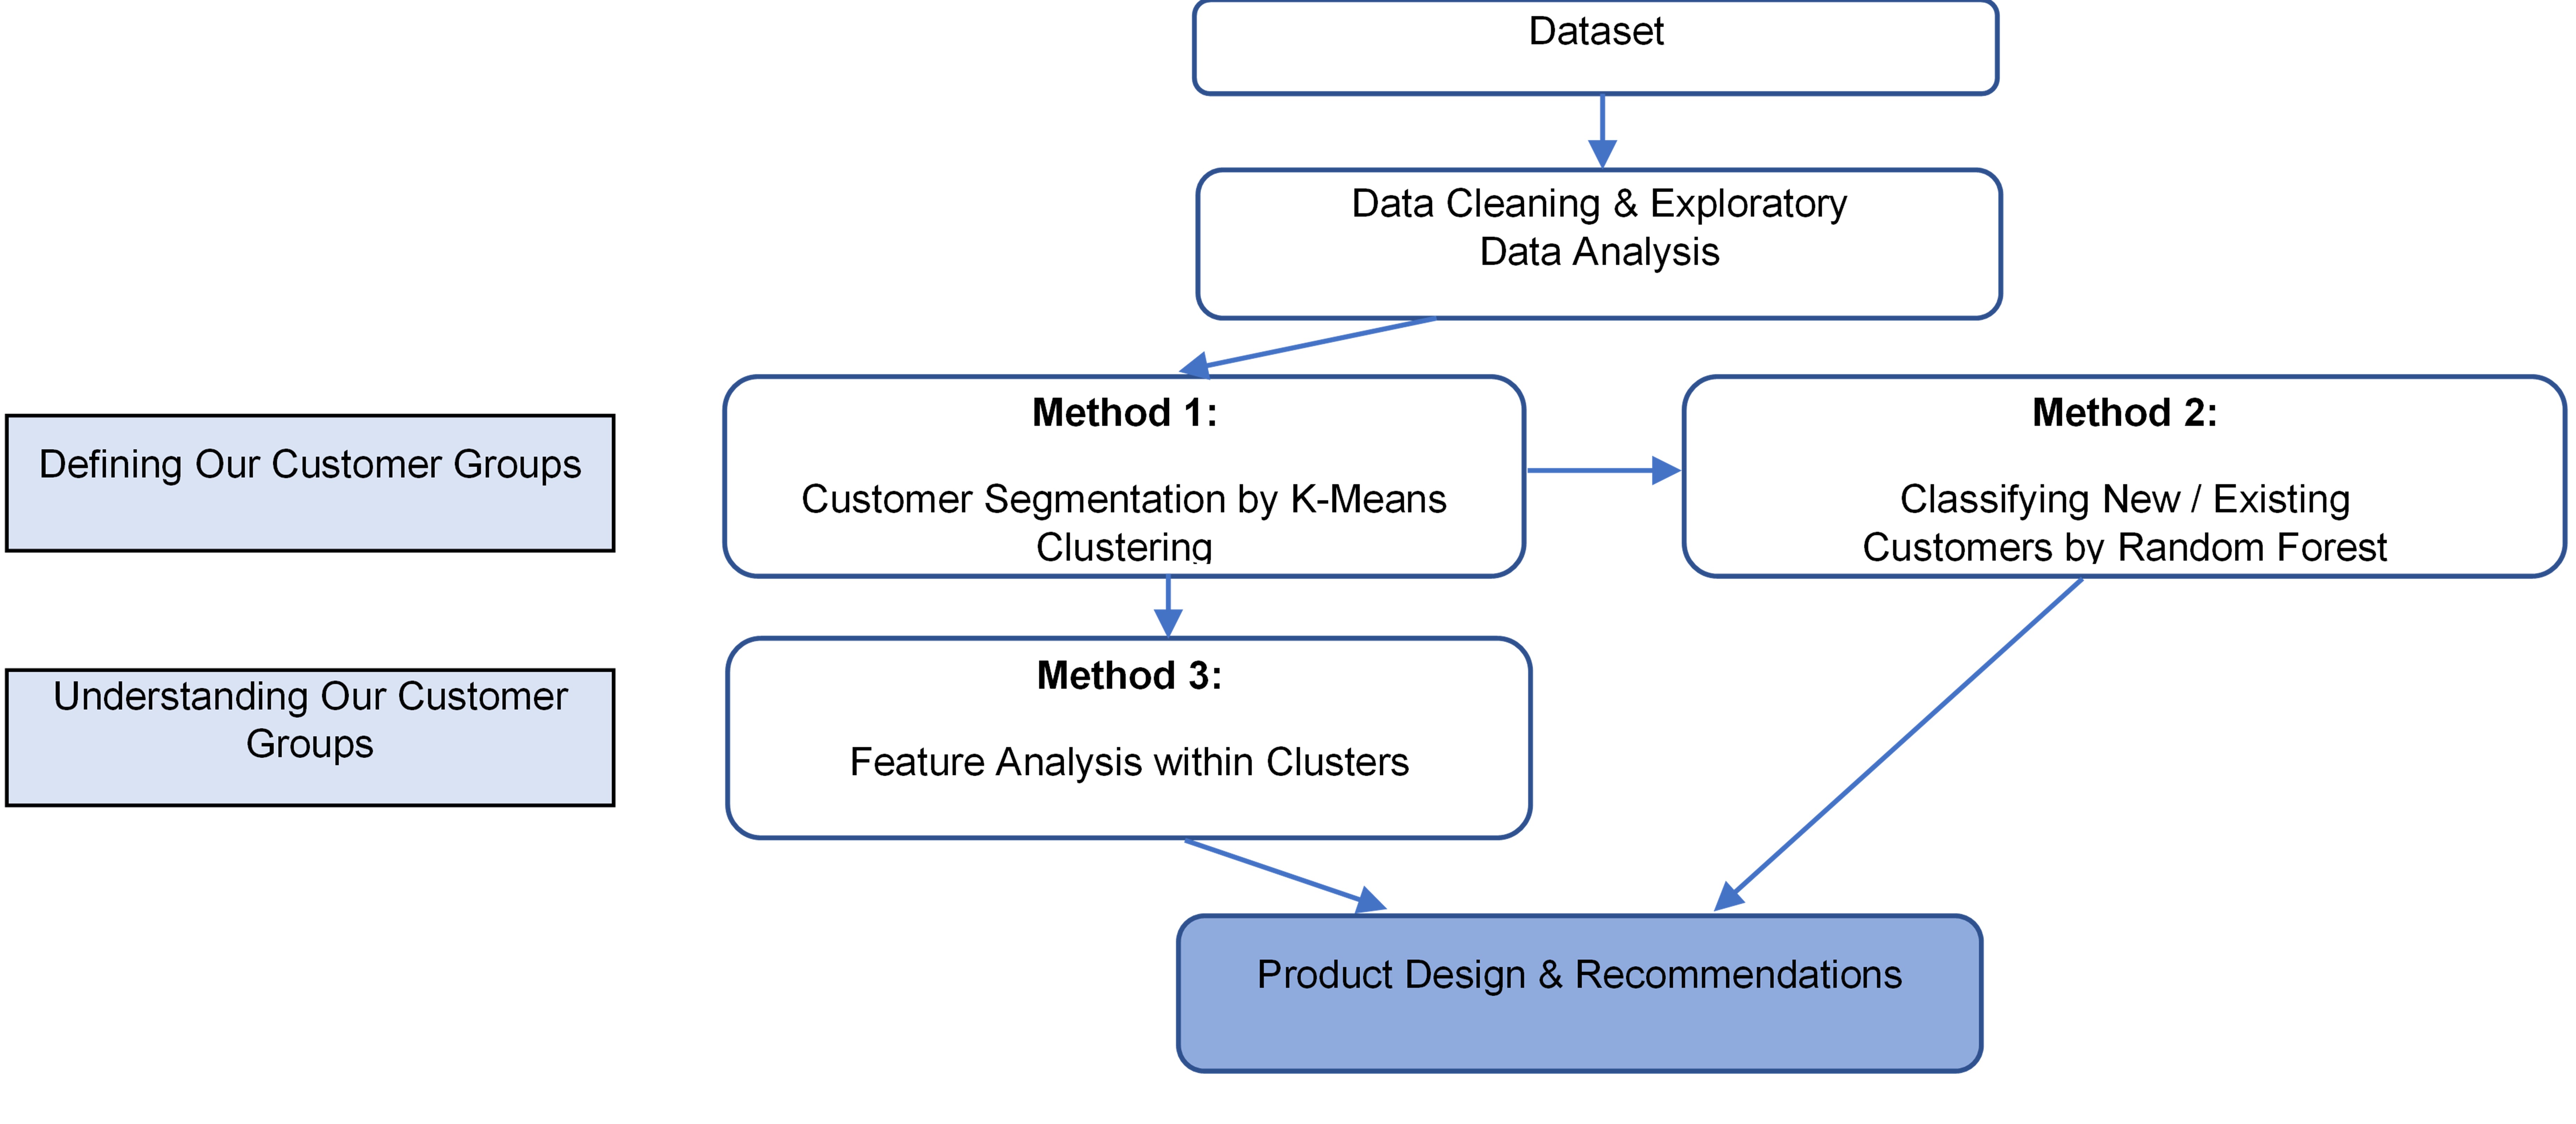 Dataset
Data Cleaning & Exploratory
Data Analysis
Defining Our Customer Groups
Method 1:
Customer Segmentation by K-Means
Clustering
Method 2:
Classifying New / Existing
Customers by Random Forest
Understanding Our Customer
Groups
Method 3:
Feature Analysis within Clusters
Product Design & Recommendations